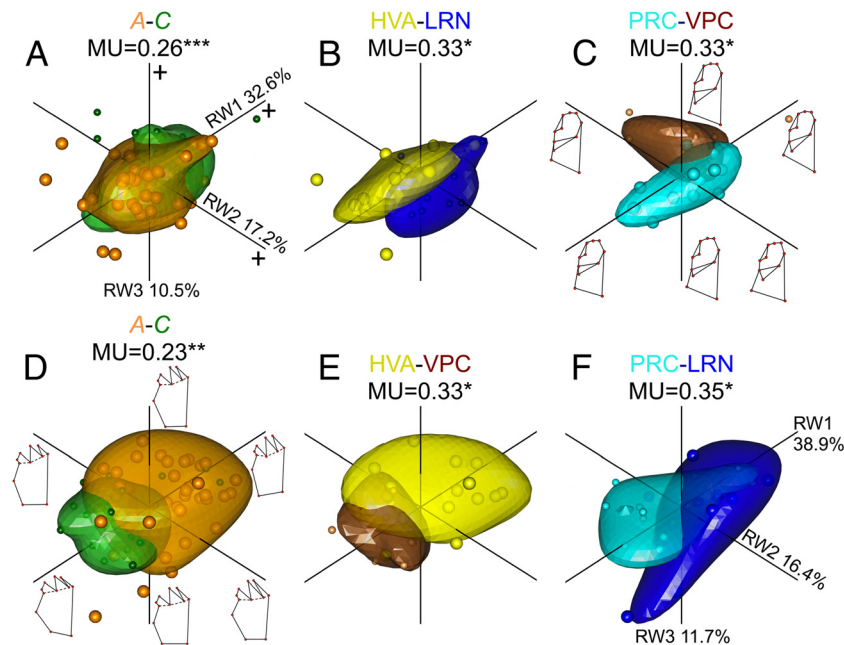 A
A-C
MU=0.26***
+
RW1 32.6%
+
RW2 17.2%
+
RW3 10.5%
B
HVA-LRN
MU=0.33*
C
PRC-VPC
MU=0.33*
D
A-C
MU=0.23**
E
HVA-VPC
MU=0.33*
F
PRC-LRN
MU=0.35*
RW1
38.9%
RW2 16.4%
RW3 11.7%